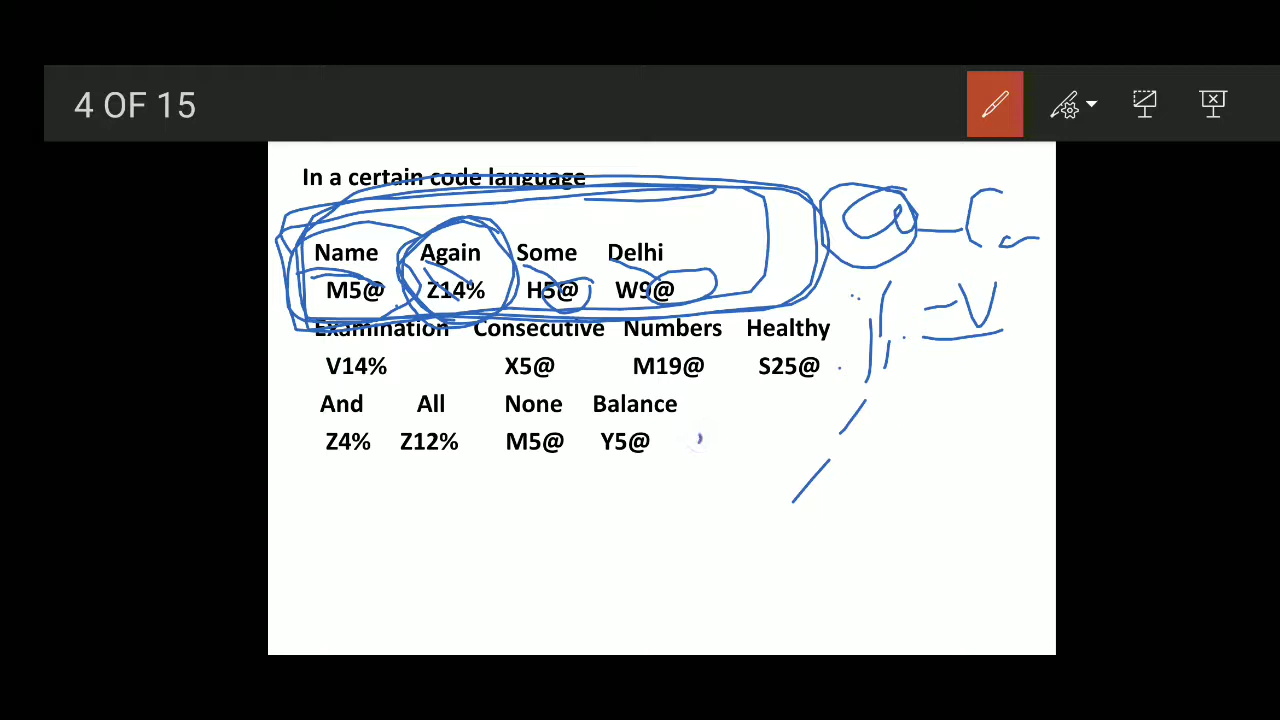 4 OF 15
In a certain code language
Name Again Some Delhi
M5@ Z14% H5@ W9@
Examination Consecutive Numbers Healthy
V14% X5@ M19@ S25@
And All None Balance
Z4% Z12% M5@ Y5@